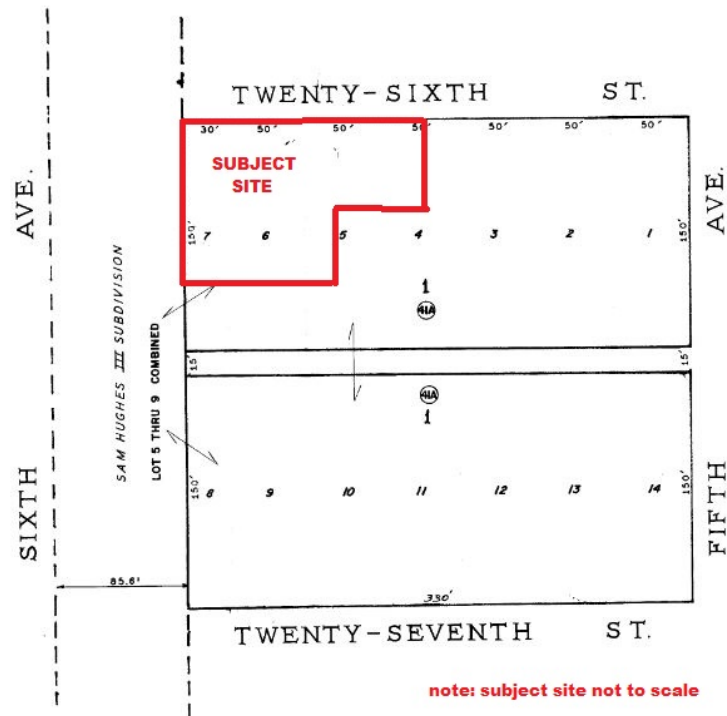 TWENTY-SIXTH ST.
30' 50' 50' 50' 50' 50' 50'
SUBJECT
SITE
AVE.
AVE.
150' 7 6 5 4 3 2 1 150'
1
41A
SAM HUGHES III SUBDIVISION
LOT 5 THRU 9 COMBINED
15' 15'
41A
1
150' 8 9 10 11 12 13 14 150'
SIXTH
FIFTH
85.6'
330'
TWENTY-SEVENTH ST.
note: subject site not to scale